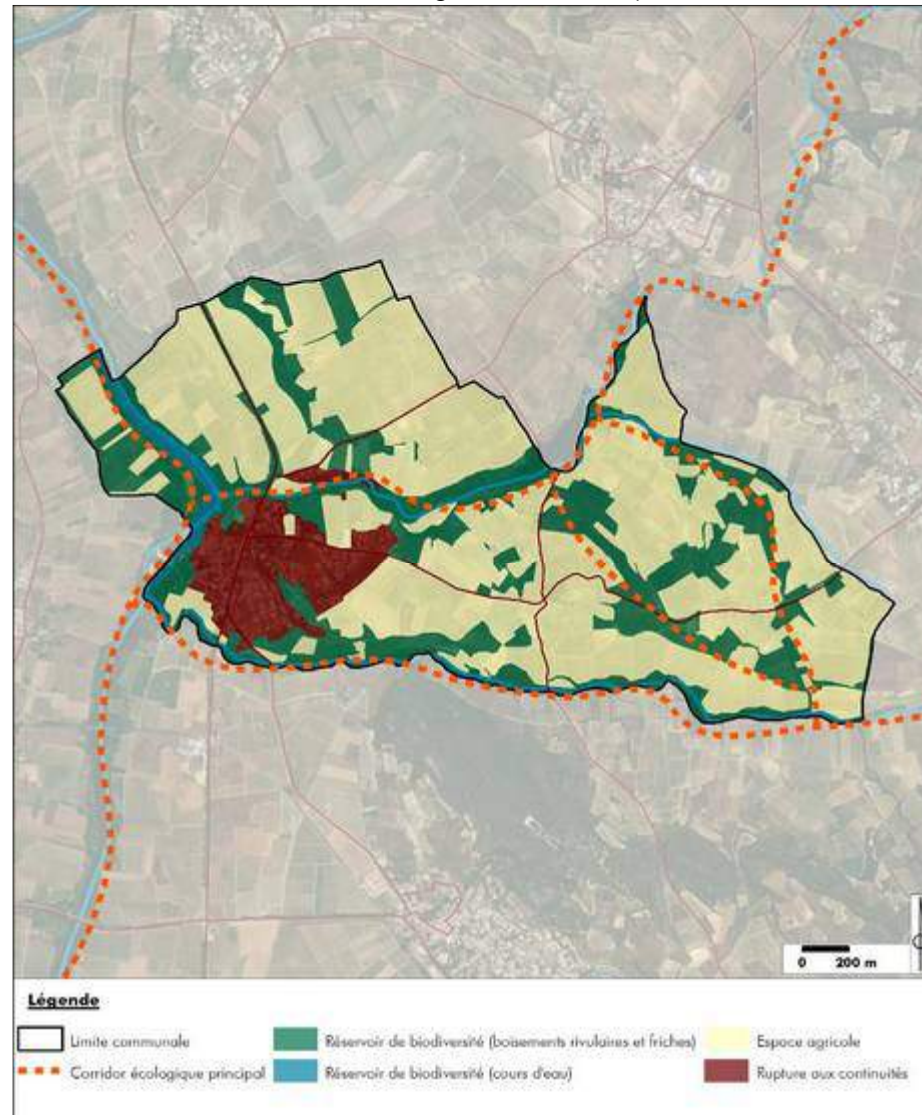 0 200 m
Légende
Limite communale
Réservoir de biodiversité (boisements rivulaires et friches)
Espace agricole
Corridor écologique principal
Réservoir de biodiversité (cours d'eau)
Rupture aux continuités